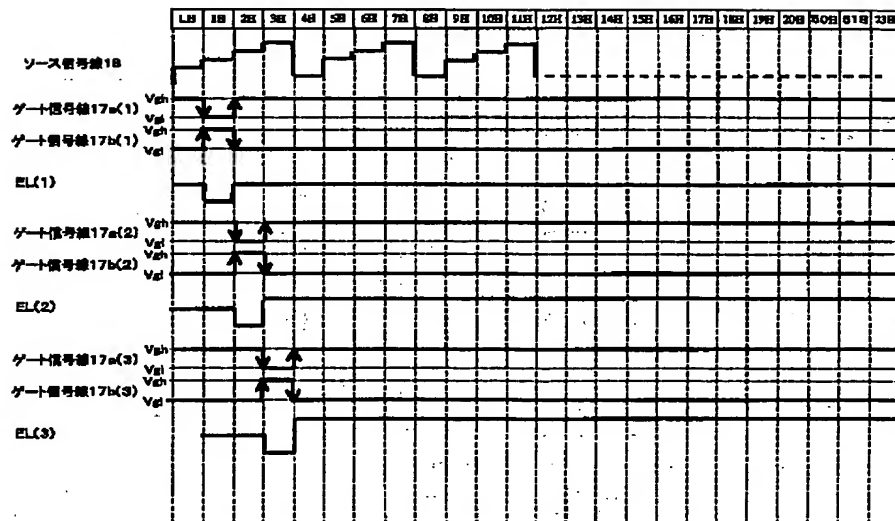 1H 2H 3H 4H 5H 6H 7H 8H 9H 10H 11H 12H 13H 14H 15H 16H 17H 18H 19H 20H
ソース信号線18
Vgh
ゲート信号線17a(1)
Vgl
Vgh
ゲート信号線17b(1)
Vgl
EL(1)
Vgh
ゲート信号線17a(2)
Vgl
Vgh
ゲート信号線17b(2)
Vgl
EL(2)
Vgh
ゲート信号線17a(3)
Vgl
Vgh
ゲート信号線17b(3)
Vgl
EL(3)